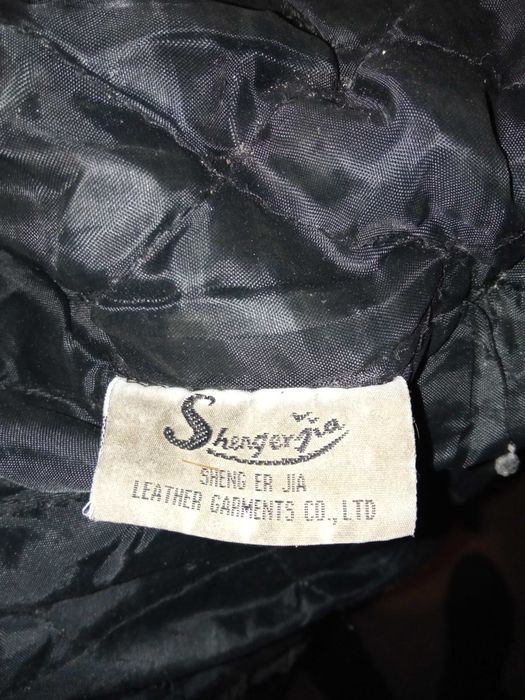 Shengerjia
SHENG ER JIA
LEATHER GARMENTS CO., LTD